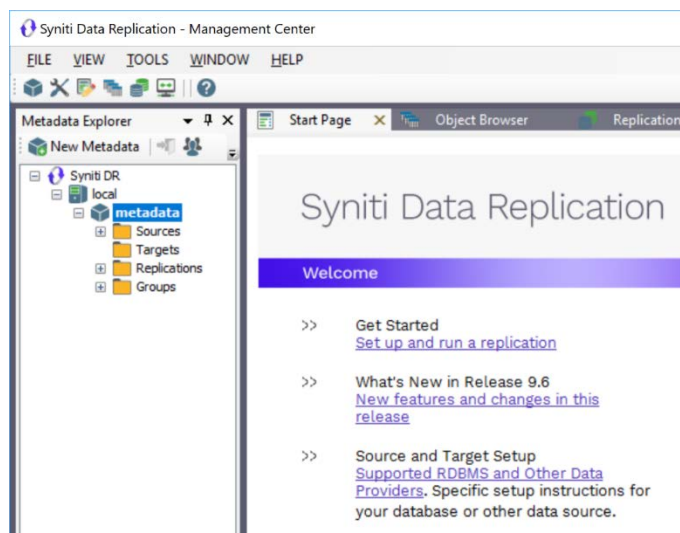 Syniti Data Replication - Management Center
FILE VIEW TOOLS WINDOW HELP
Metadata Explorer
Start Page
Object Browser
Replication
New Metadata
Syniti DR
local
metadata
Sources
Targets
Replications
Groups
Syniti Data Replication
Welcome
>> Get Started
Set up and run a replication
>> What's New in Release 9.6
New features and changes in this
release
>> Source and Target Setup
Supported RDBMS and Other Data
Providers. Specific setup instructions for
your database or other data source.